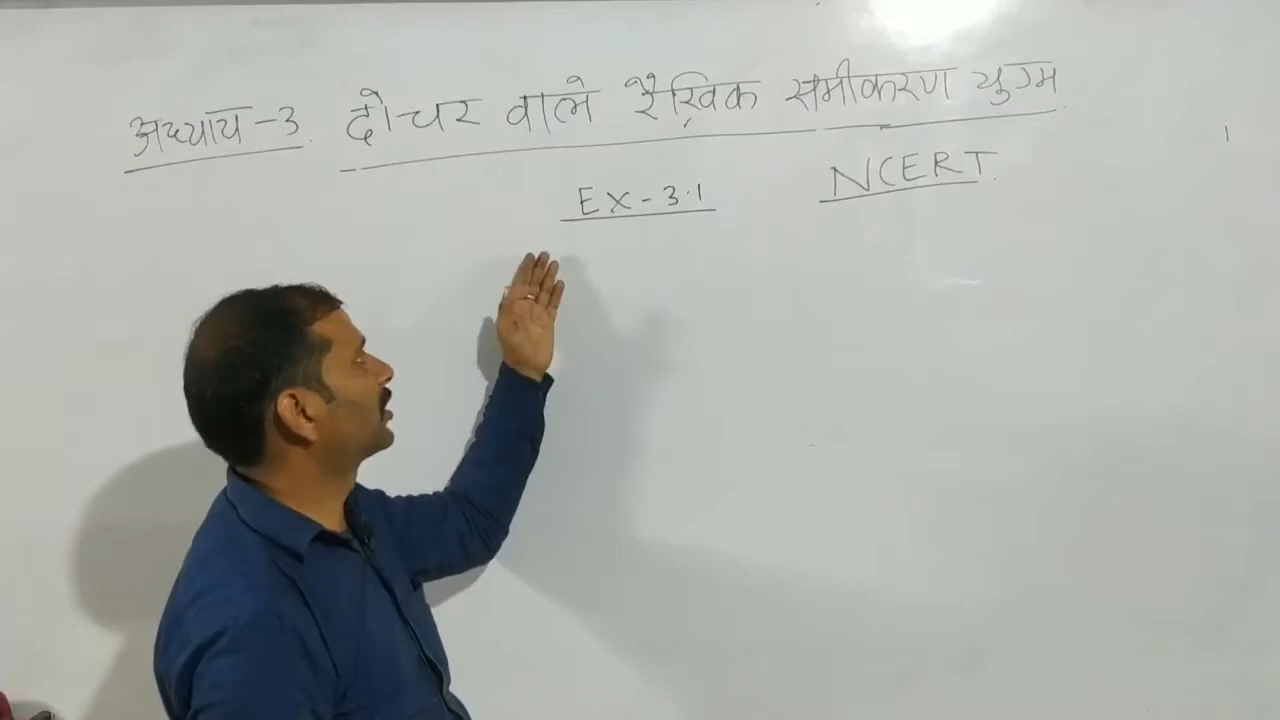 अध्याय-3. दो चर वाले रैखिक समीकरण युग्म
NCERT.
Ex-3.1